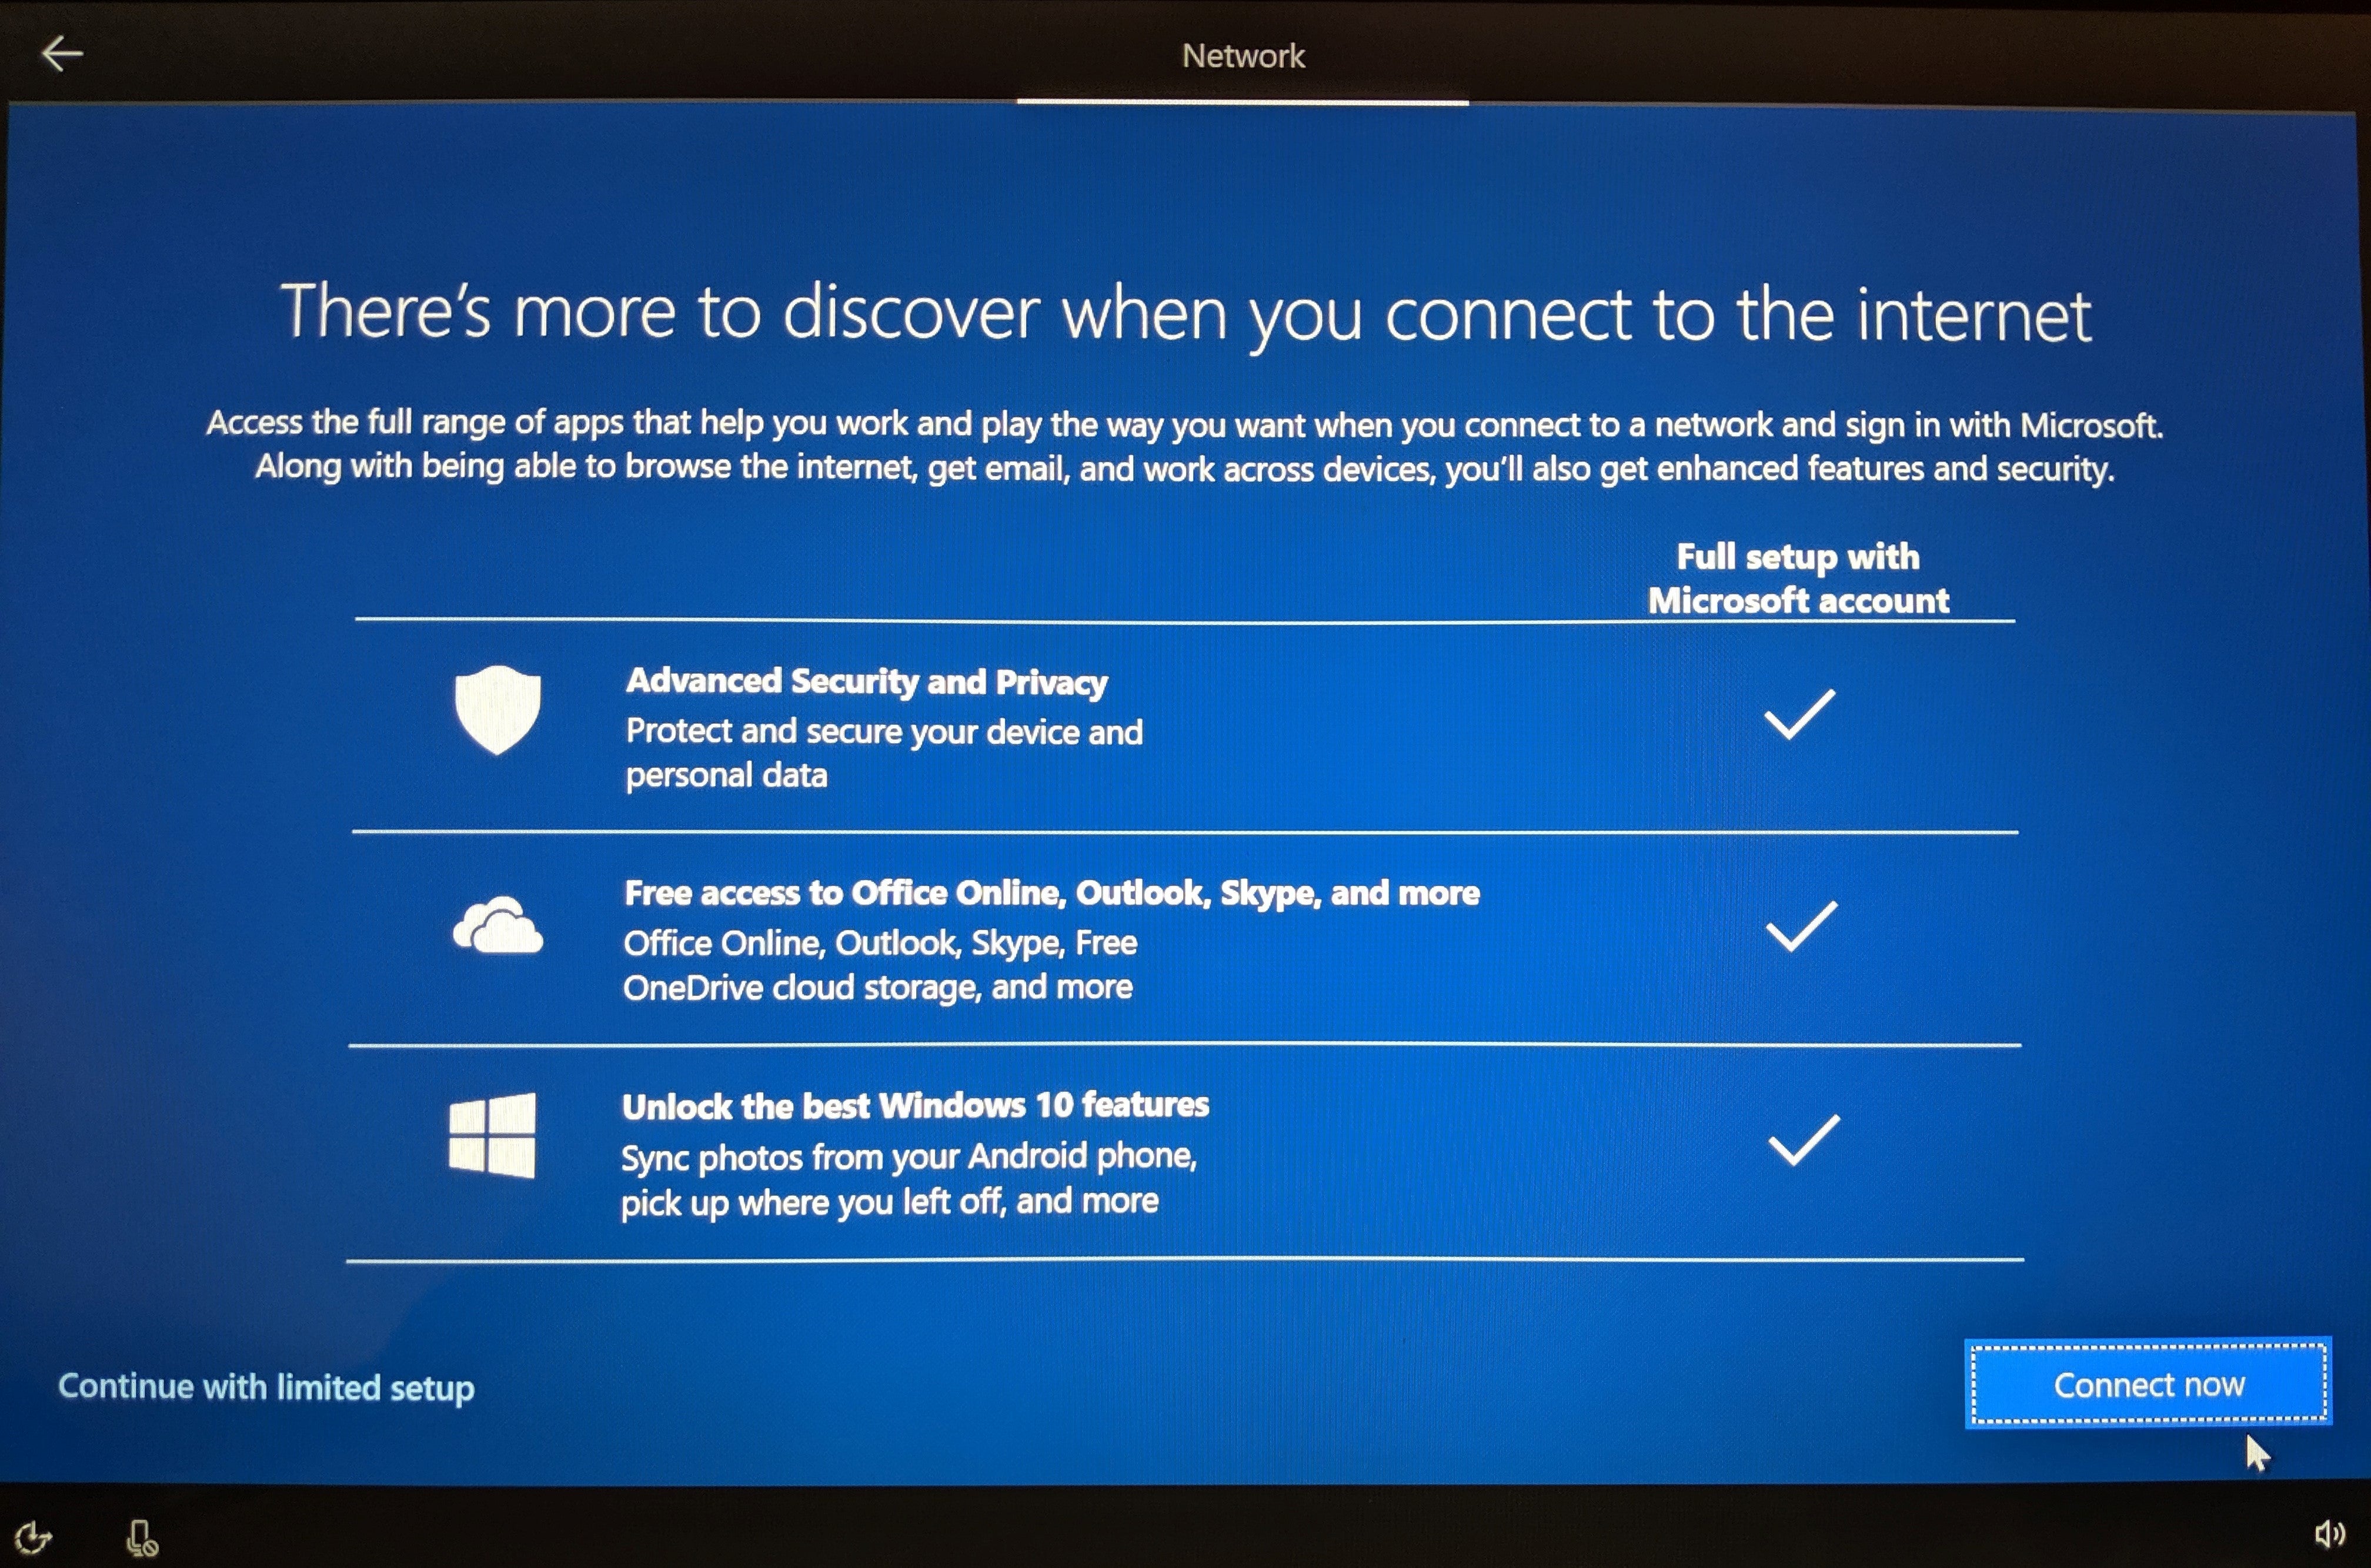 Network
There's more to discover when you connect to the internet
Access the full range of apps that help you work and play the way you want when you connect to a network and sign in with Microsoft.
Along with being able to browse the internet, get email, and work across devices, you'll also get enhanced features and security.
Full setup with
Microsoft account
Advanced Security and Privacy
Protect and secure your device and
personal data
Free access to Office Online, Outlook, Skype, and more
Office Online, Outlook, Skype, Free
OneDrive cloud storage, and more
Unlock the best Windows 10 features
Sync photos from your Android phone,
pick up where you left off, and more
Continue with limited setup
Connect now